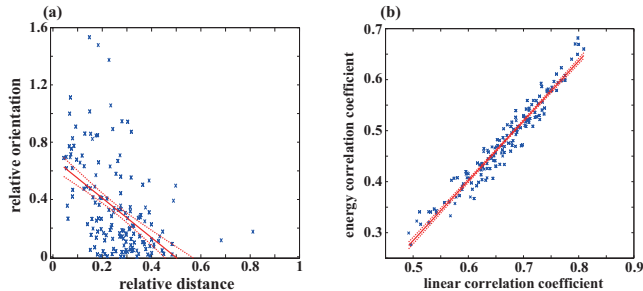 (a)
1.6
1.2
0.8
0.4
0
0 0.2 0.4 0.6 0.8 1
relative orientation
relative distance
(b)
0.7
0.6
0.5
0.4
0.3
0.4 0.5 0.6 0.7 0.8 0.9
energy correlation coefficient
linear correlation coefficient